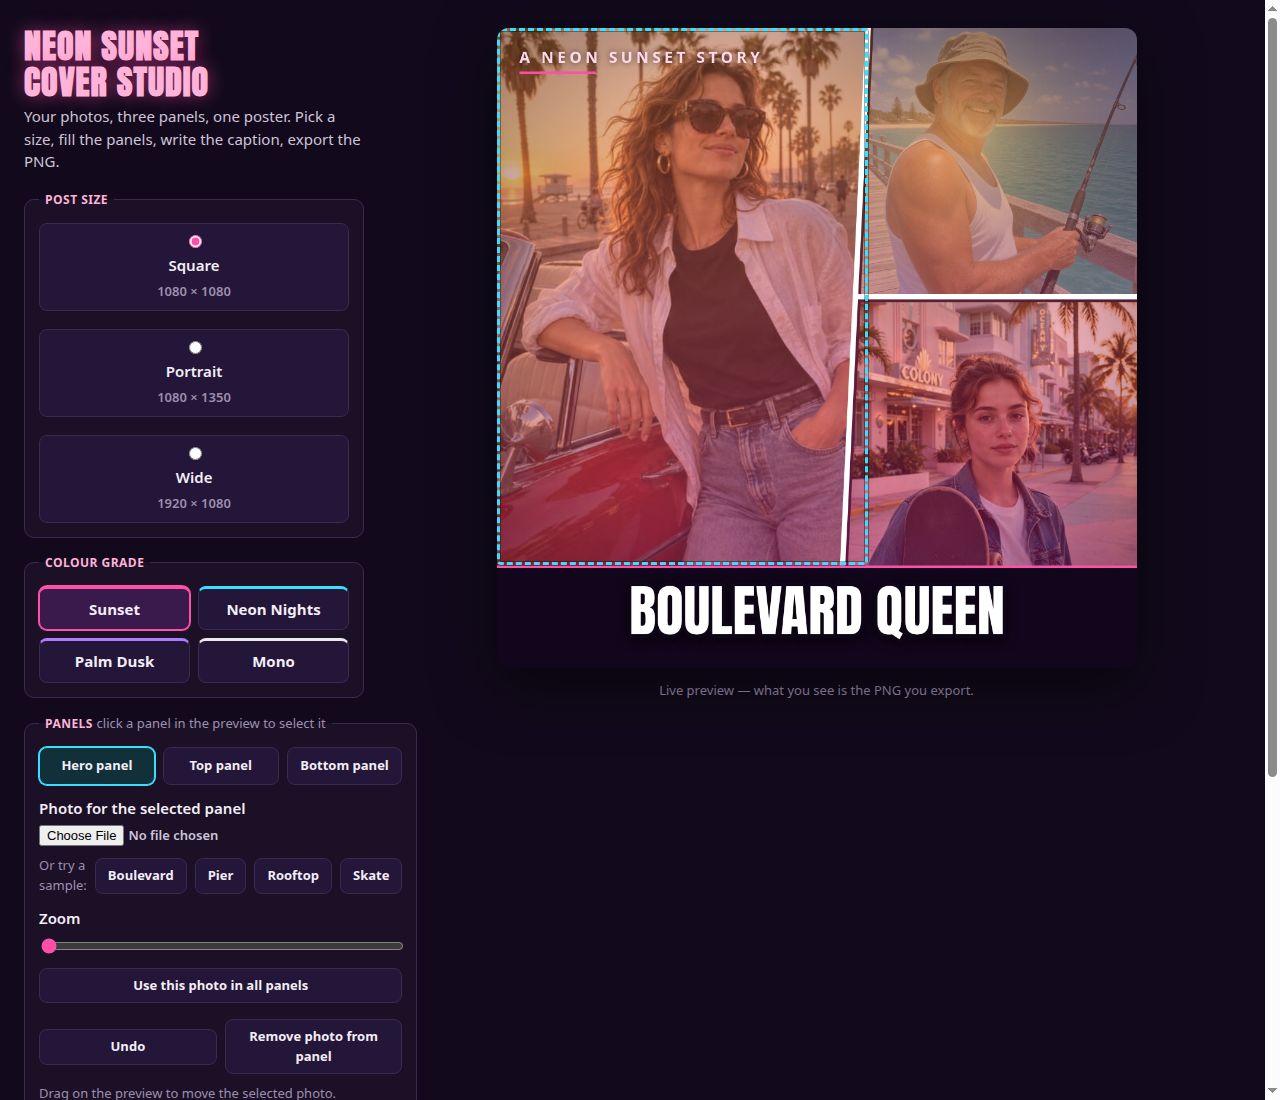 NEON SUNSET
COVER STUDIO
Your photos, three panels, one poster. Pick a
size, fill the panels, write the caption, export the
PNG.
POST SIZE
Square
1080 × 1080
Portrait
1080 × 1350
Wide
1920 × 1080
COLOUR GRADE
Sunset
Neon Nights
Palm Dusk
Mono
PANELS click a panel in the preview to select it
Hero panel
Top panel
Bottom panel
Photo for the selected panel
Choose File No file chosen
Or try a
sample:
Boulevard
Pier
Rooftop
Skate
Zoom
Use this photo in all panels
Undo
Remove photo from
panel
Drag on the preview to move the selected photo.
A NEON SUNSET STORY
COLONY
OCEAN
BOULEVARD QUEEN
Live preview — what you see is the PNG you export.